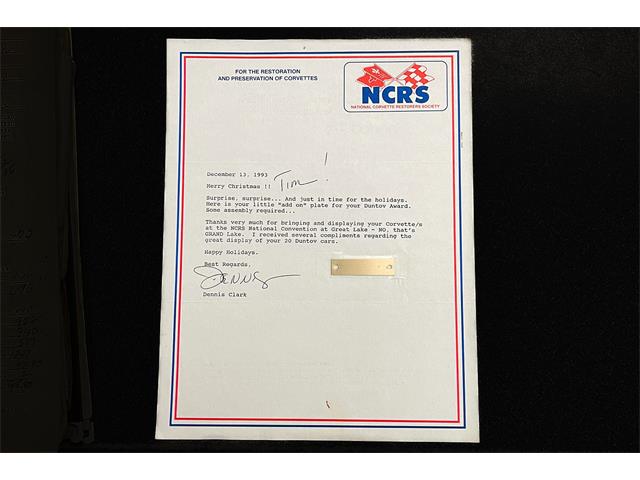 FOR THE RESTORATION
AND PRESERVATION OF CORVETTES
NCRS
NATIONAL CORVETTE RESTORERS SOCIETY
December 13, 1993
Merry Christmas !! Tim!
Surprise, surprise... And just in time for the holidays.
Here is your little "add on" plate for your Duntov Award.
Some assembly required...
Thanks very much for bringing and displaying your Corvette/s
at the NCRS National Convention at Great Lake - NO, that's
GRAND Lake. I received several compliments regarding the
great display of your 20 Duntov cars.
Happy Holidays.
Best Regards.
Dennis
Dennis Clark